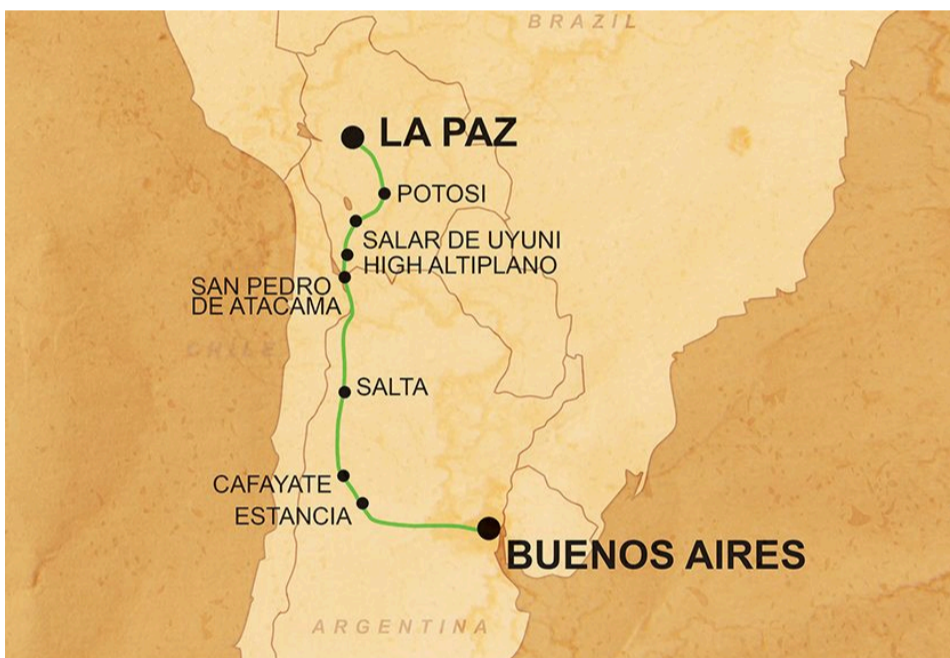 BRAZIL
LA PAZ
POTOSI
SALAR DE UYUNI
HIGH ALTIPLANO
SAN PEDRO
DE ATACAMA
CHILE
SALTA
CAFAYATE
ESTANCIA
BUENOS AIRES
ARGENTINA